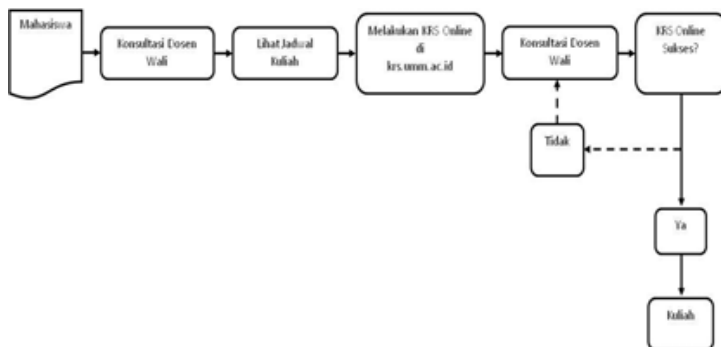 Mahasiswa
Konsultasi Dosen
Wali
Lihat Jadwal
Kuliah
Melakukan KRS Online
di
krs.umm.ac.id
Konsultasi Dosen
Wali
KRS Online
Sukses?
Tidak
Ya
Kuliah